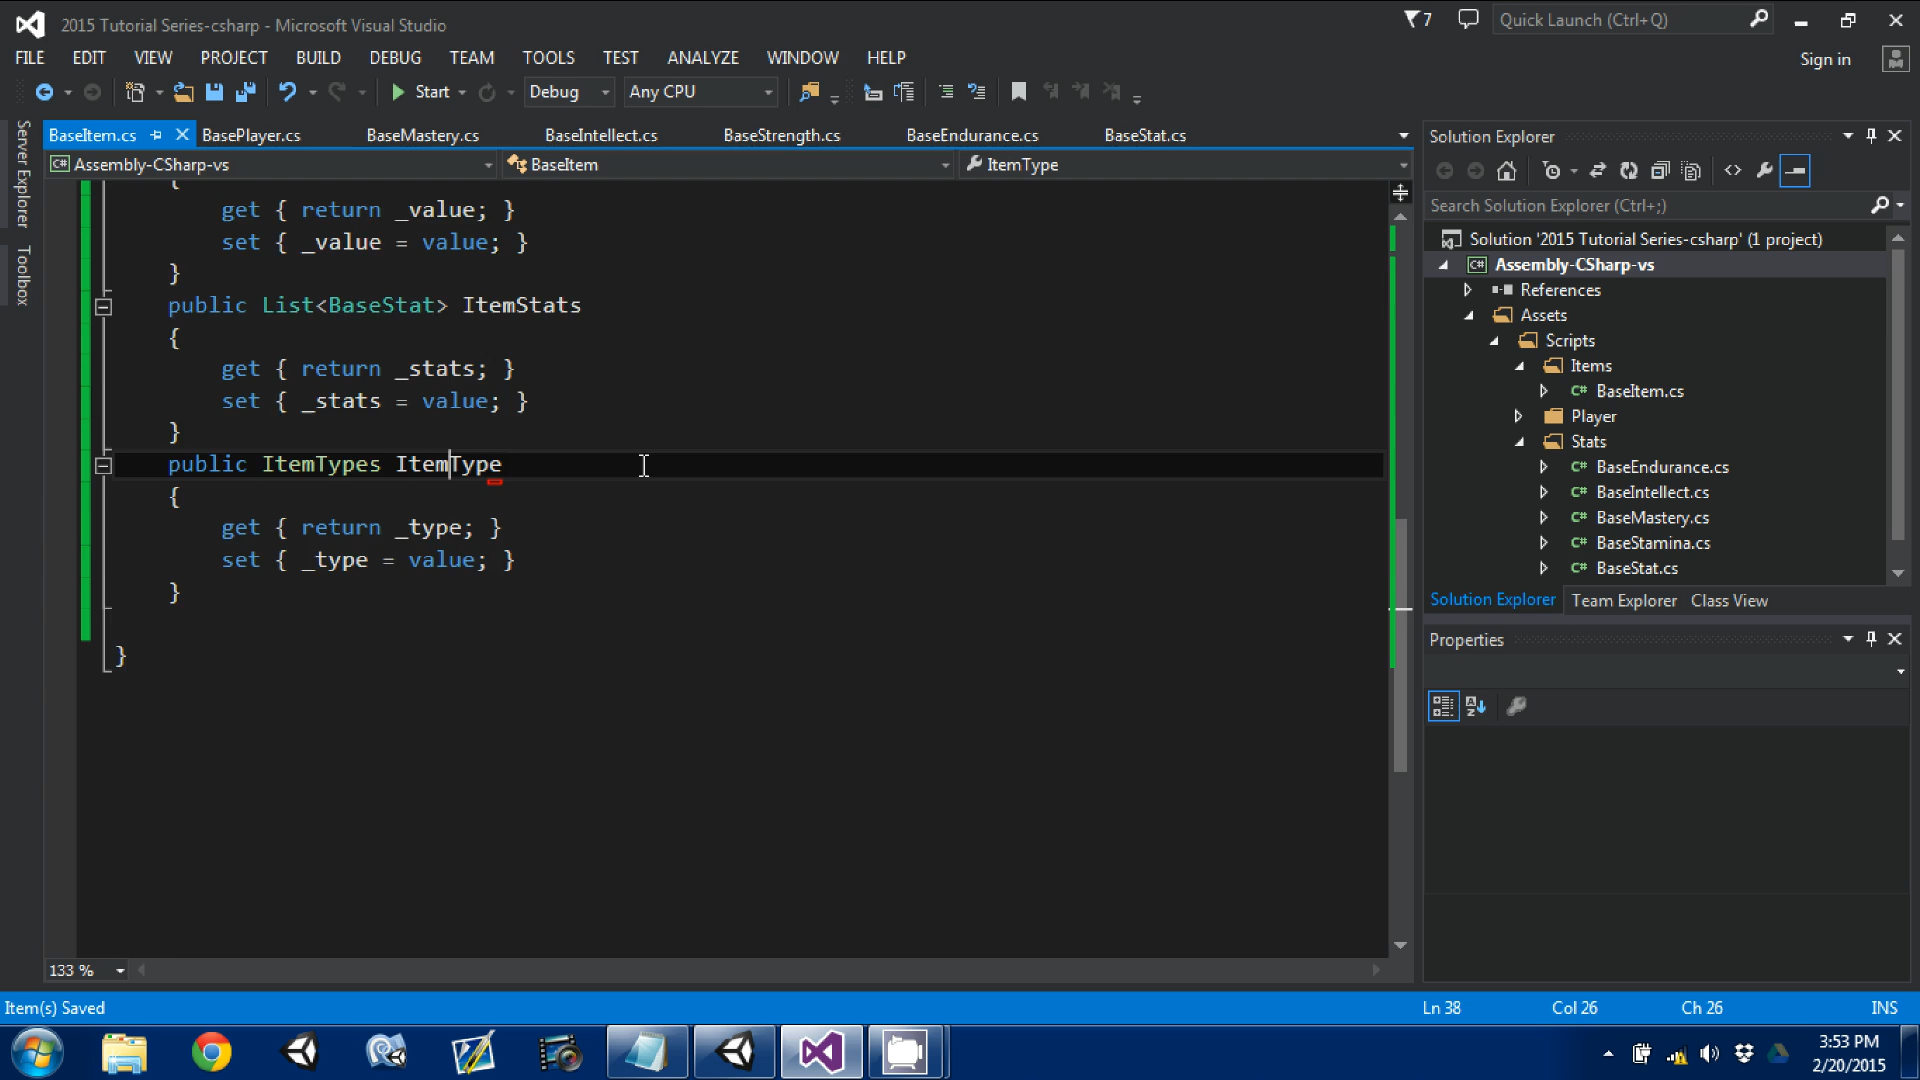 2015 Tutorial Series-csharp - Microsoft Visual Studio
7
Quick Launch (Ctrl+Q)
FILE EDIT VIEW PROJECT BUILD DEBUG TEAM TOOLS TEST ANALYZE WINDOW HELP
Sign in
Start Debug Any CPU
Server Explorer
Toolbox
BaseItem.cs BasePlayer.cs BaseMastery.cs BaseIntellect.cs BaseStrength.cs BaseEndurance.cs BaseStat.cs
C# Assembly-CSharp-vs BaseItem ItemType
{
get { return _value; }
set { _value = value; }
}
public List<BaseStat> ItemStats
{
get { return _stats; }
set { _stats = value; }
}
public ItemTypes ItemType
{
get { return _type; }
set { _type = value; }
}
}
133 %
Solution Explorer
Search Solution Explorer (Ctrl+;)
Solution '2015 Tutorial Series-csharp' (1 project)
C# Assembly-CSharp-vs
References
Assets
Scripts
Items
C# BaseItem.cs
Player
Stats
C# BaseEndurance.cs
C# BaseIntellect.cs
C# BaseMastery.cs
C# BaseStamina.cs
C# BaseStat.cs
Solution Explorer Team Explorer Class View
Properties
Item(s) Saved Ln 38 Col 26 Ch 26 INS
3:53 PM
2/20/2015